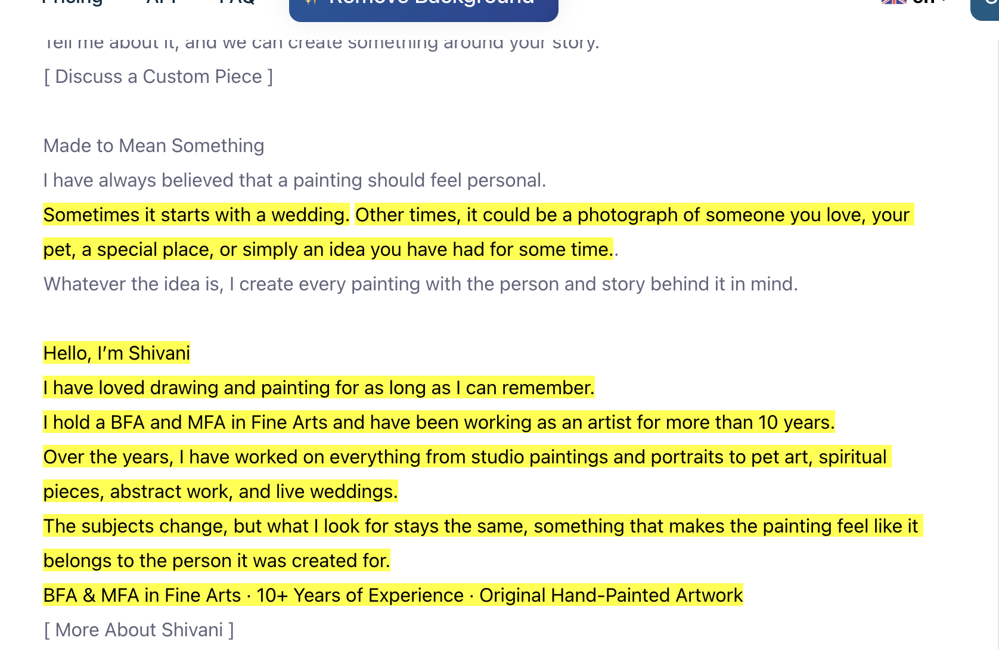 Pricing API FAQ ✨ Remove Background en
Tell me about it, and we can create something around your story.
[ Discuss a Custom Piece ]
Made to Mean Something
I have always believed that a painting should feel personal.
Sometimes it starts with a wedding. Other times, it could be a photograph of someone you love, your
pet, a special place, or simply an idea you have had for some time..
Whatever the idea is, I create every painting with the person and story behind it in mind.
Hello, I’m Shivani
I have loved drawing and painting for as long as I can remember.
I hold a BFA and MFA in Fine Arts and have been working as an artist for more than 10 years.
Over the years, I have worked on everything from studio paintings and portraits to pet art, spiritual
pieces, abstract work, and live weddings.
The subjects change, but what I look for stays the same, something that makes the painting feel like it
belongs to the person it was created for.
BFA & MFA in Fine Arts · 10+ Years of Experience · Original Hand-Painted Artwork
[ More About Shivani ]